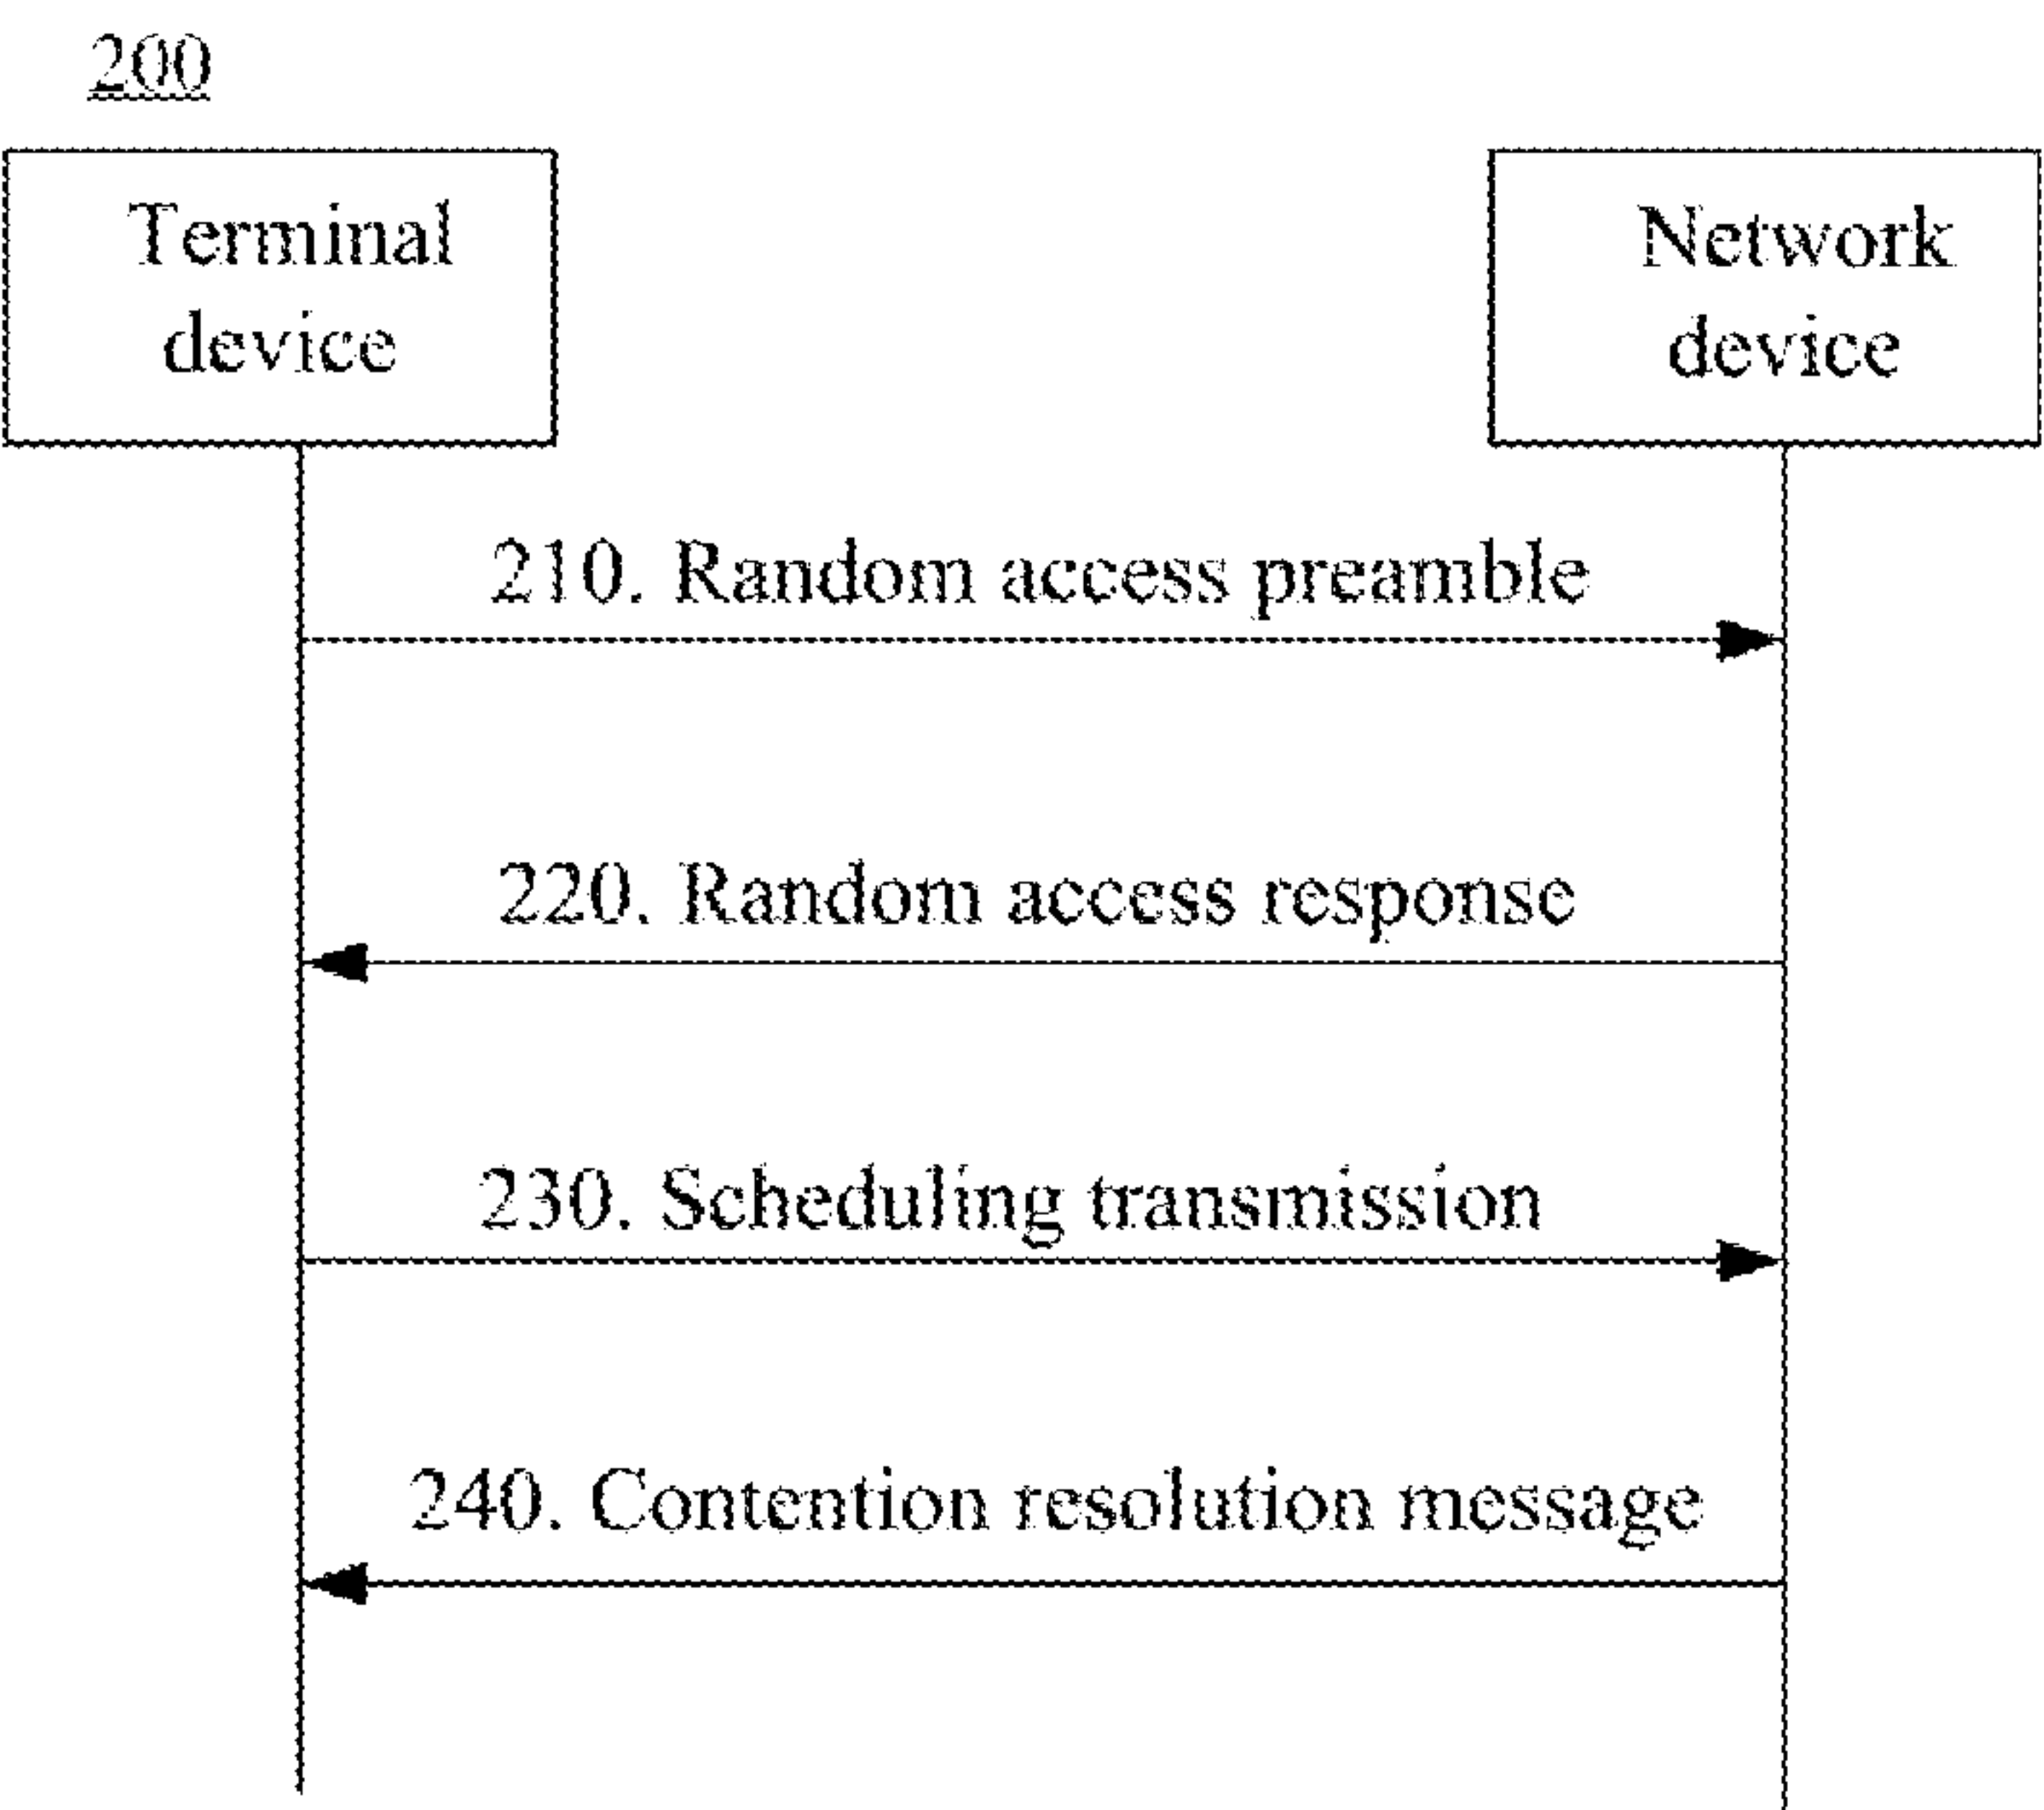 200
Terminal
device
Network
device
210. Random access preamble
220. Random access response
230. Scheduling transmission
240. Contention resolution message